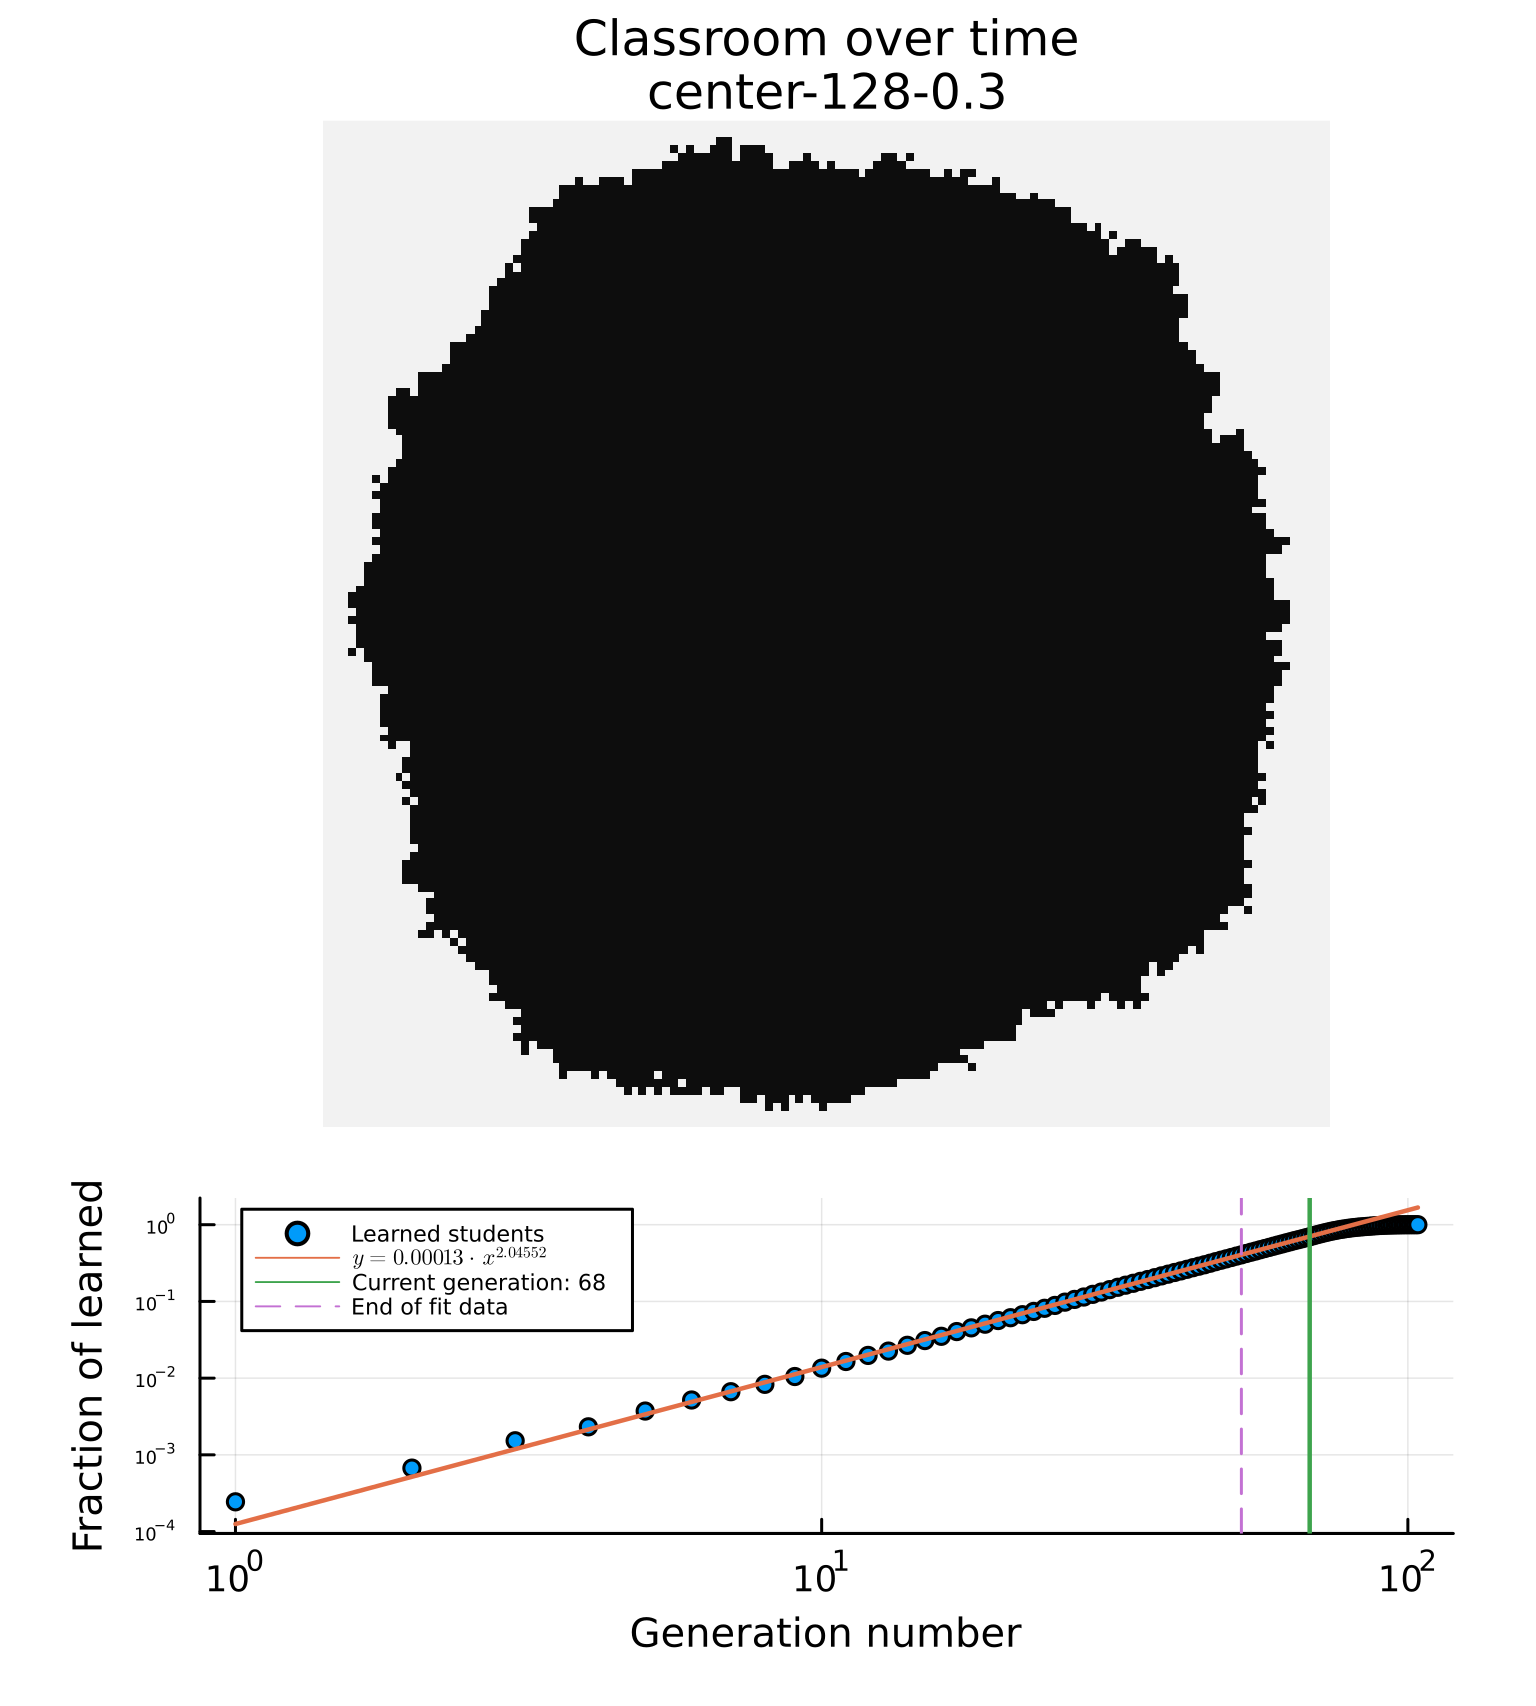 Classroom over time
center-128-0.3
Fraction of learned
10^0
10^-1
10^-2
10^-3
10^-4
Learned students
y = 0.00013 · x^2.04552
Current generation: 68
End of fit data
10^0 10^1 10^2
Generation number